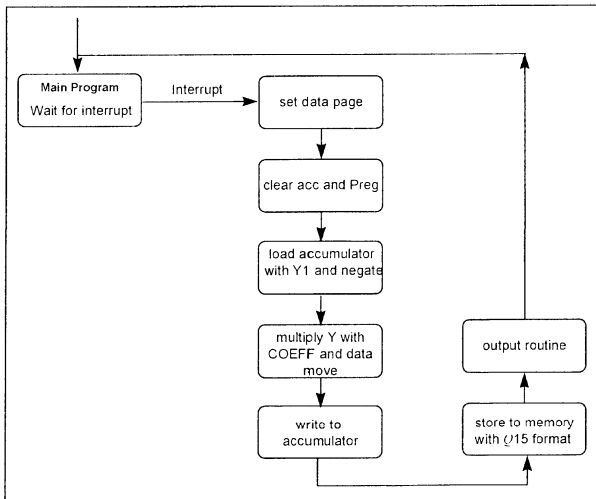 Main Program
Wait for interrupt
Interrupt
set data page
clear acc and Preg
load accumulator
with Y1 and negate
multiply Y with
COEFF and data
move
write to
accumulator
output routine
store to memory
with Q15 format